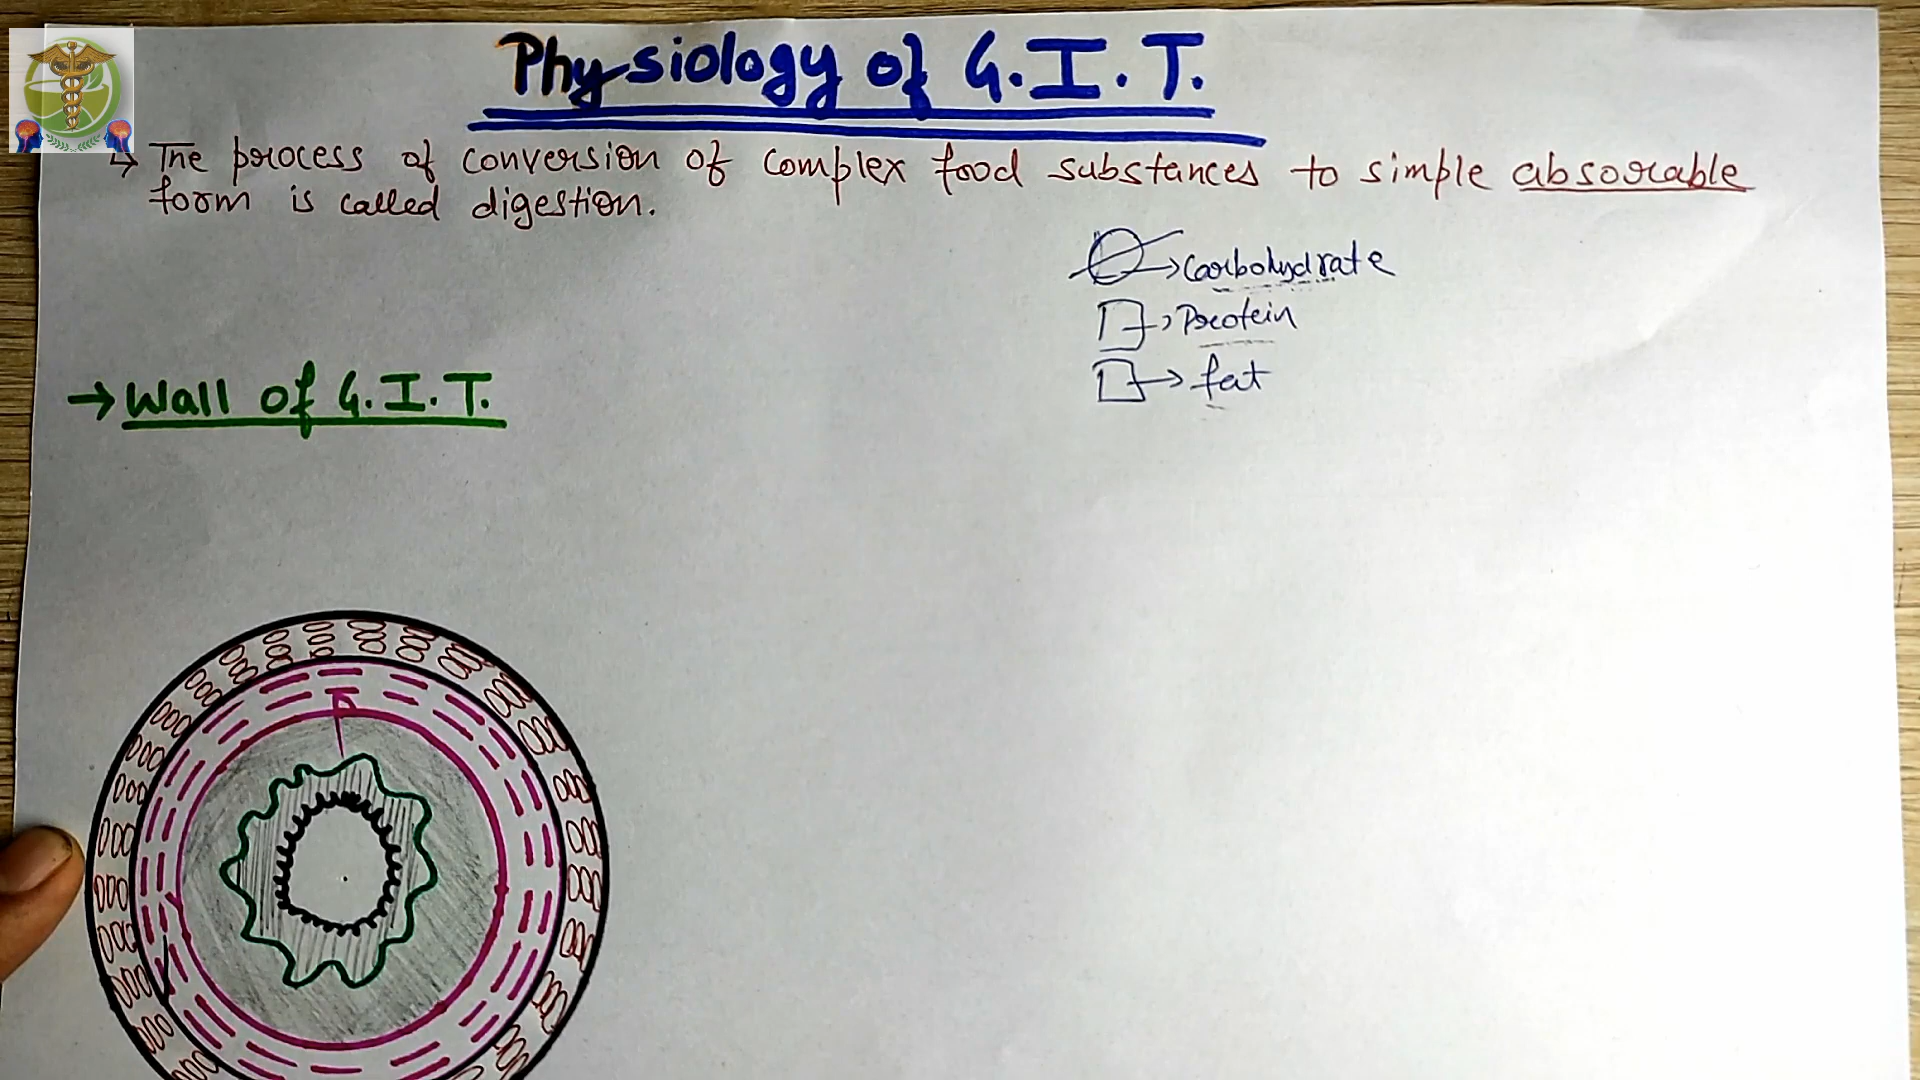 Physiology of G.I.T.
↳ The process of conversion of complex food substances to simple absorable
form is called digestion.
→ Carbohydrate
→ Protein
→ fat
→ Wall of G.I.T.